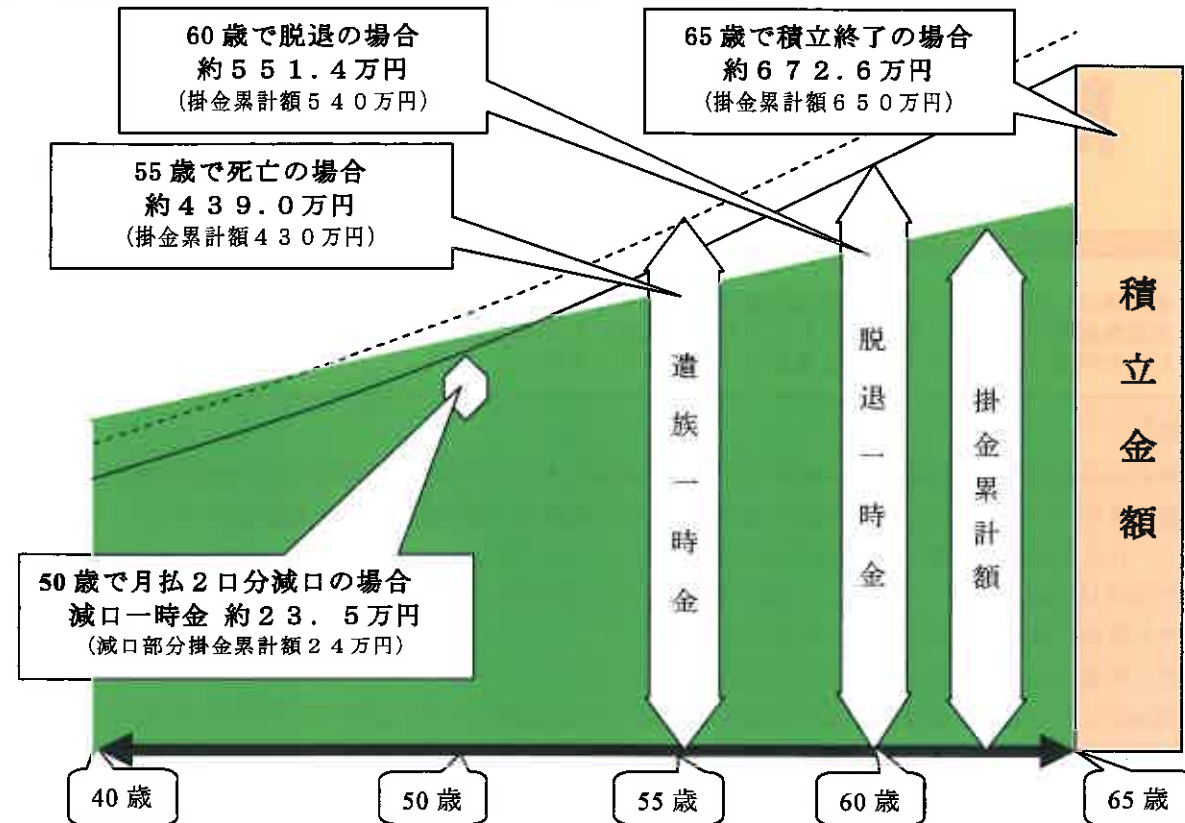 60歳で脱退の場合
約551.4万円
(掛金累計額540万円)
65歳で積立終了の場合
約672.6万円
(掛金累計額650万円)
55歳で死亡の場合
約439.0万円
(掛金累計額430万円)
50歳で月払2口分減口の場合
減口一時金 約23.5万円
(減口部分掛金累計額24万円)
遺族一時金
脱退一時金
掛金累計額
積立金額
40歳
50歳
55歳
60歳
65歳